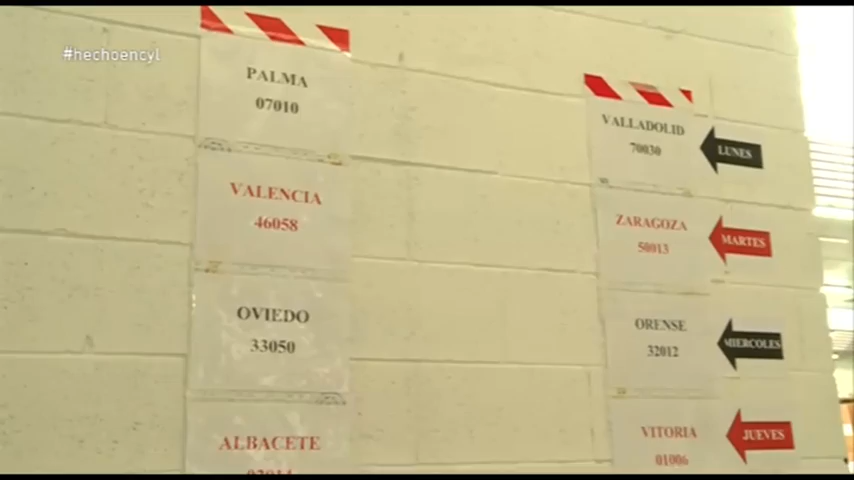 #hechoencyl
PALMA
07010
VALENCIA
46058
OVIEDO
33050
ALBACETE
VALLADOLID
70030
LUNES
ZARAGOZA
50013
MARTES
ORENSE
32012
MIERCOLES
VITORIA
01006
JUEVES